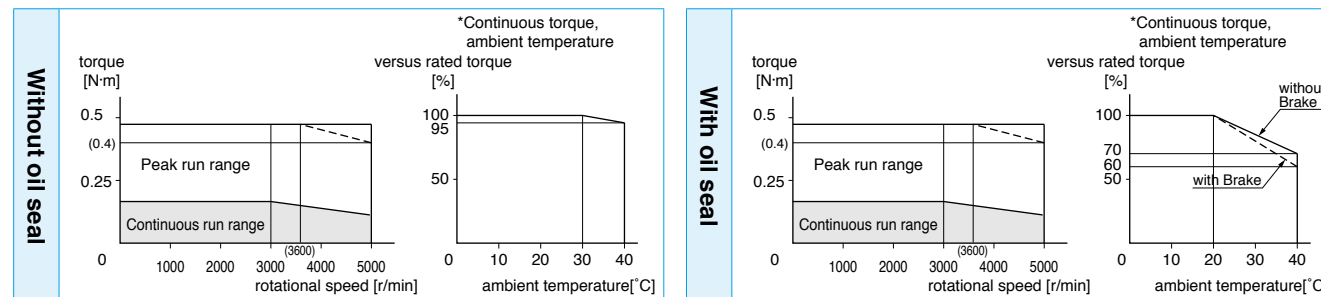 Without oil seal
*Continuous torque,
ambient temperature
torque
[N·m]
versus rated torque
[%]
0.5
(0.4)
0.25
0
Peak run range
Continuous run range
(3600)
1000 2000 3000 4000 5000
rotational speed [r/min]
100
95
50
0 10 20 30 40
ambient temperature[˚C]
With oil seal
*Continuous torque,
ambient temperature
torque
[N·m]
versus rated torque
[%]
0.5
(0.4)
0.25
0
Peak run range
Continuous run range
(3600)
1000 2000 3000 4000 5000
rotational speed [r/min]
100
70
60
50
withou
Brake
with Brake
0 10 20 30 40
ambient temperature[˚C